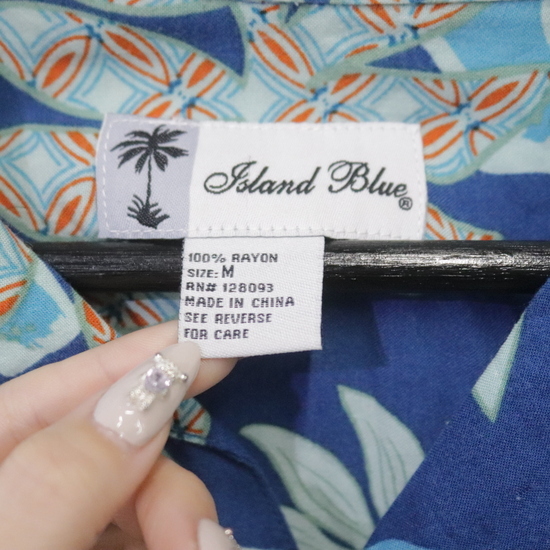 Island Blue®
100% RAYON
SIZE: M
RN# 128093
MADE IN CHINA
SEE REVERSE
FOR CARE